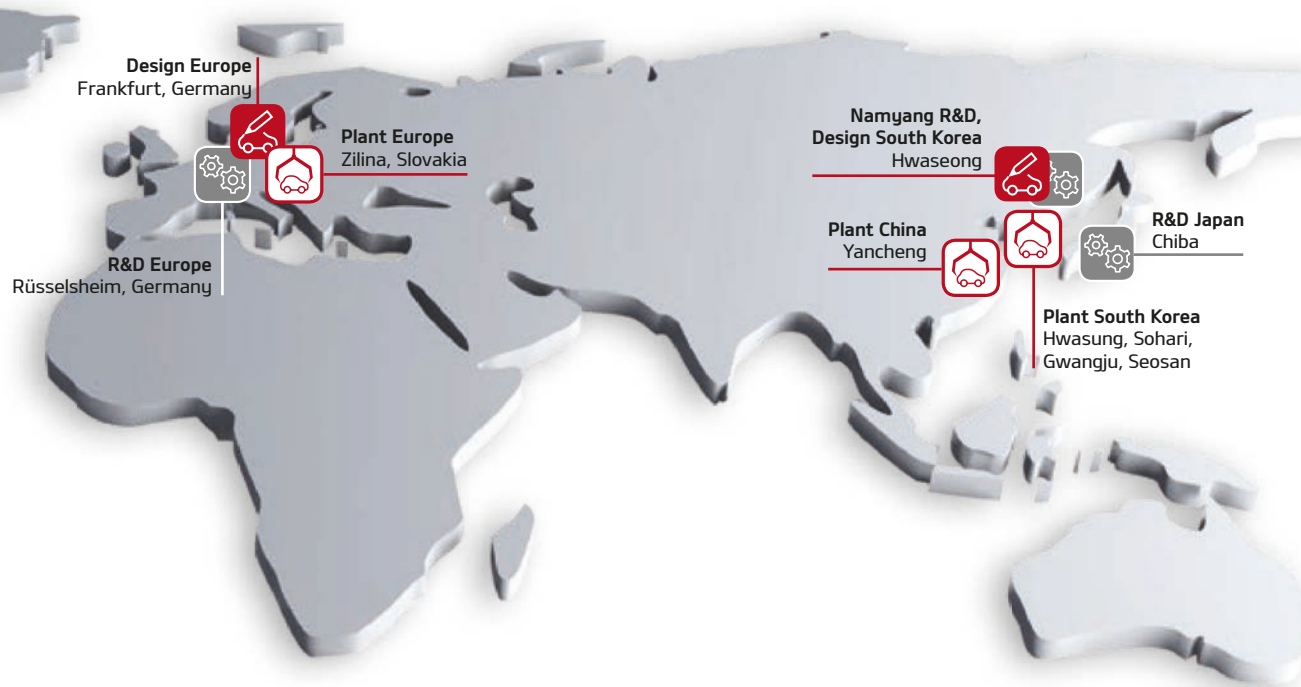 Design Europe
Frankfurt, Germany
Plant Europe
Zilina, Slovakia
R&D Europe
Rüsselsheim, Germany
Namyang R&D,
Design South Korea
Hwaseong
Plant China
Yancheng
R&D Japan
Chiba
Plant South Korea
Hwasung, Sohari,
Gwangju, Seosan